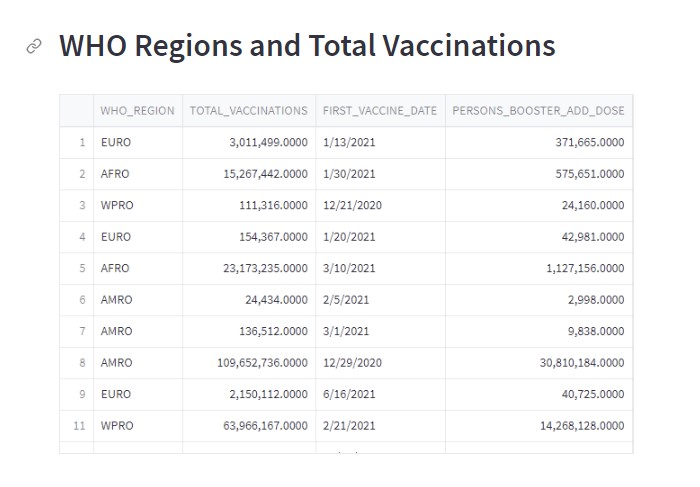 WHO Regions and Total Vaccinations
WHO_REGION TOTAL_VACCINATIONS FIRST_VACCINE_DATE PERSONS_BOOSTER_ADD_DOSE
1 EURO 3,011,499.0000 1/13/2021 371,665.0000
2 AFRO 15,267,442.0000 1/30/2021 575,651.0000
3 WPRO 111,316.0000 12/21/2020 24,160.0000
4 EURO 154,367.0000 1/20/2021 42,981.0000
5 AFRO 23,173,235.0000 3/10/2021 1,127,156.0000
6 AMRO 24,434.0000 2/5/2021 2,998.0000
7 AMRO 136,512.0000 3/1/2021 9,838.0000
8 AMRO 109,652,736.0000 12/29/2020 30,810,184.0000
9 EURO 2,150,112.0000 6/16/2021 40,725.0000
11 WPRO 63,966,167.0000 2/21/2021 14,268,128.0000